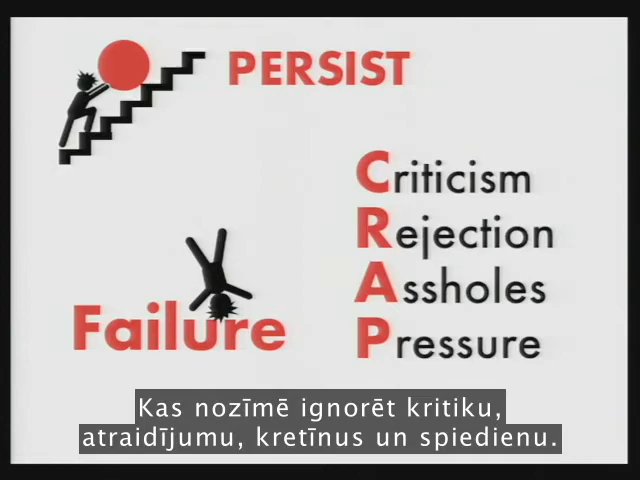 PERSIST
Criticism
Rejection
Assholes
Pressure
Failure
Kas nozīmē ignorēt kritiku,
atraidījumu, kretīnus un spiedienu.